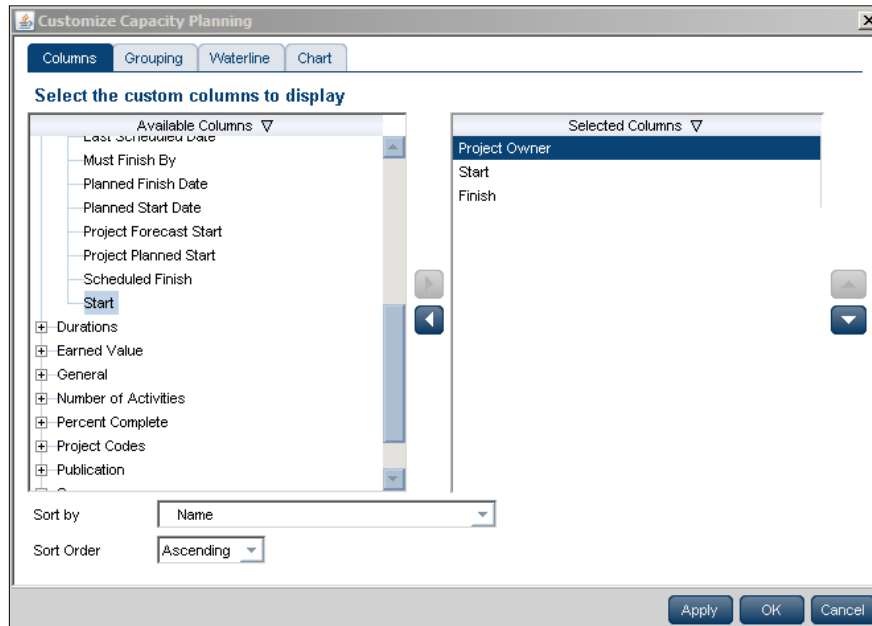 Customize Capacity Planning
Columns
Grouping
Waterline
Chart
Select the custom columns to display
Available Columns
Last Scheduled Date
Must Finish By
Planned Finish Date
Planned Start Date
Project Forecast Start
Project Planned Start
Scheduled Finish
Start
Durations
Earned Value
General
Number of Activities
Percent Complete
Project Codes
Publication
Selected Columns
Project Owner
Start
Finish
Sort by
Name
Sort Order
Ascending
Apply
OK
Cancel